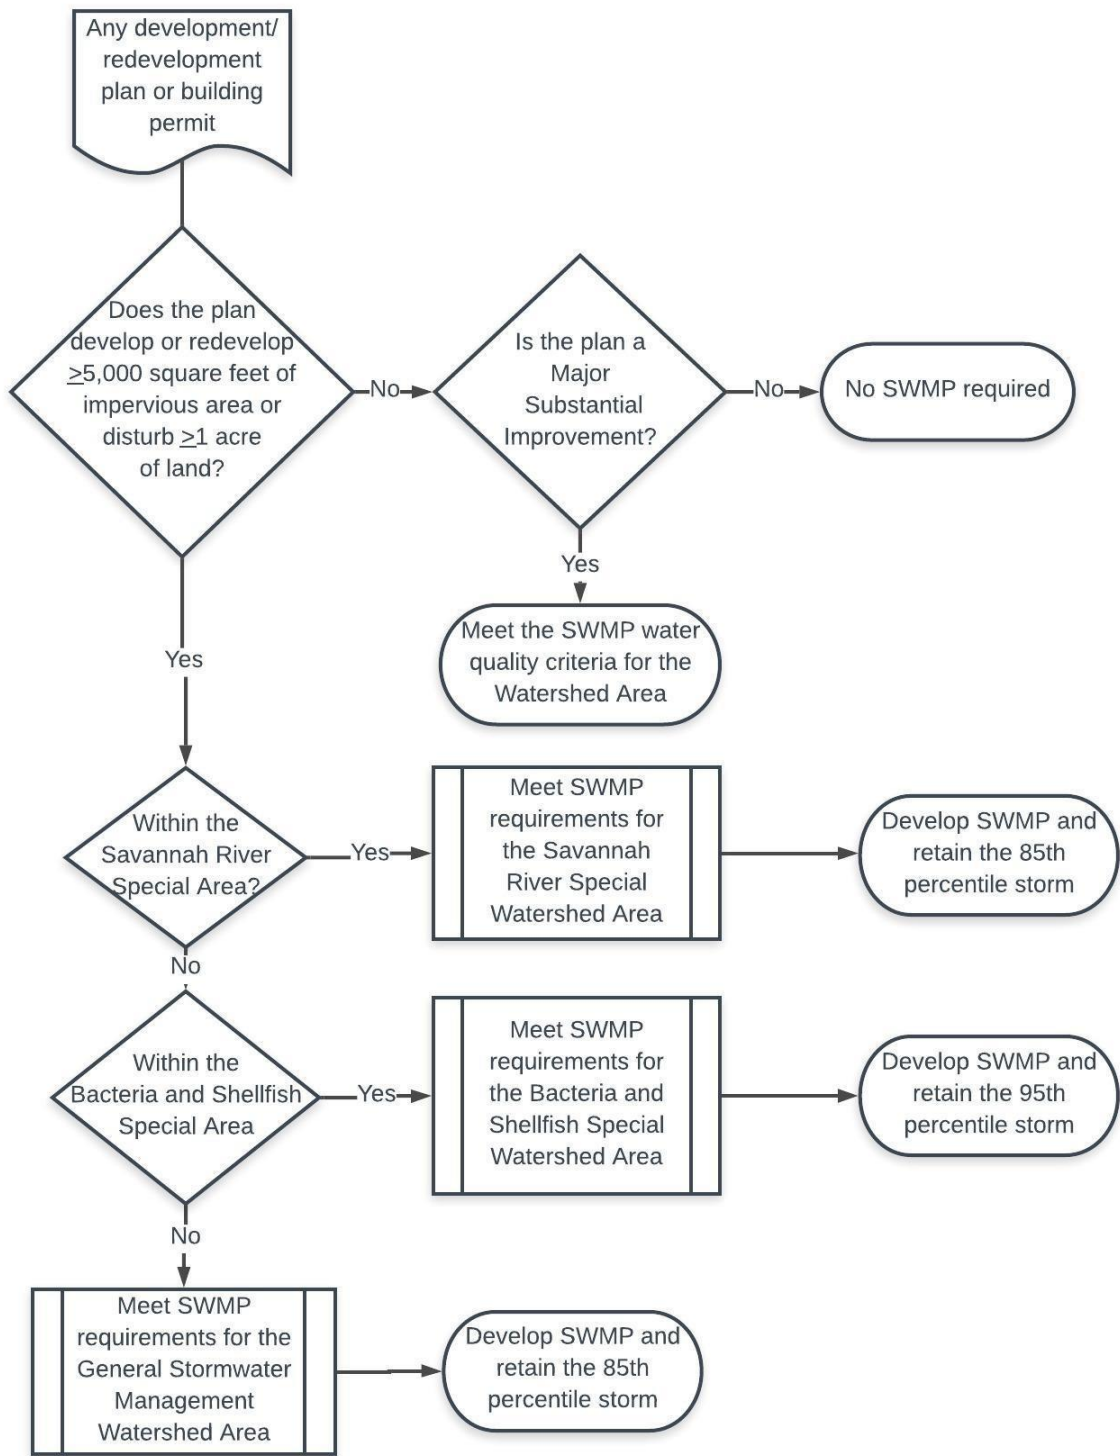 Any development/
redevelopment
plan or building
permit
Does the plan
develop or redevelop
≥5,000 square feet of
impervious area or
disturb ≥1 acre
of land?
No
Is the plan a
Major
Substantial
Improvement?
No
No SWMP required
Yes
Meet the SWMP water
quality criteria for the
Watershed Area
Yes
Within the
Savannah River
Special Area?
Yes
Meet SWMP
requirements for
the Savannah
River Special
Watershed Area
Develop SWMP and
retain the 85th
percentile storm
No
Within the
Bacteria and Shellfish
Special Area
Yes
Meet SWMP
requirements for
the Bacteria and
Shellfish Special
Watershed Area
Develop SWMP and
retain the 95th
percentile storm
No
Meet SWMP
requirements for the
General Stormwater
Management
Watershed Area
Develop SWMP and
retain the 85th
percentile storm